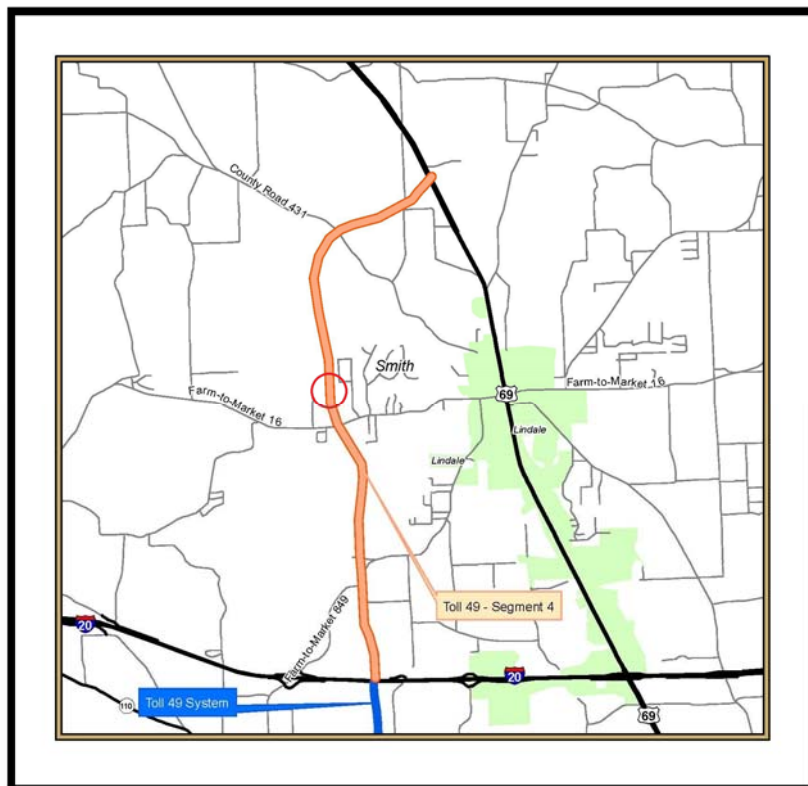 County Road 431
Smith
Farm-to-Market 16
69
Farm-to-Market 16
Lindale
Lindale
Toll 49 - Segment 4
Farm-to-Market 849
20
20
110
Toll 49 System
69